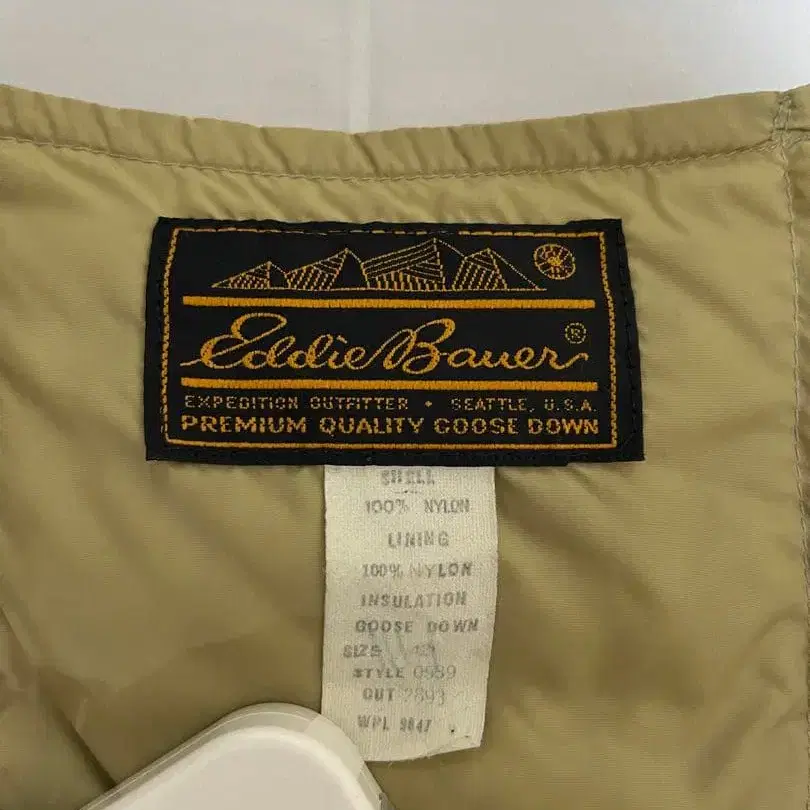 Eddie Bauer ®
EXPEDITION OUTFITTER • SEATTLE, U.S.A.
PREMIUM QUALITY GOOSE DOWN
SHELL
100% NYLON
LINING
100% NYLON
INSULATION
GOOSE DOWN
SIZE
STYLE 0539
CUT 2893
WPL 9847